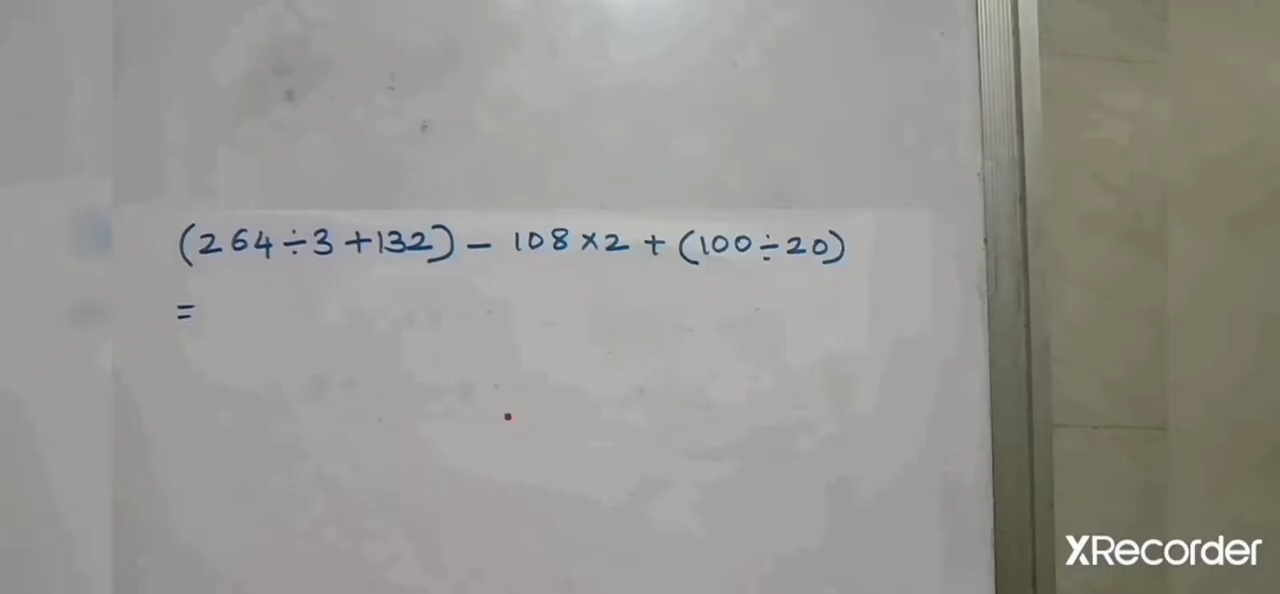 (264÷3+132) - 108×2 + (100÷20)
=
XRecorder